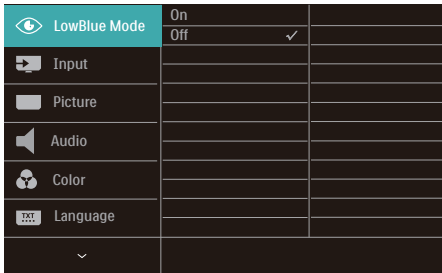 LowBlue Mode
On
Off
Input
Picture
Audio
Color
TXT
Language